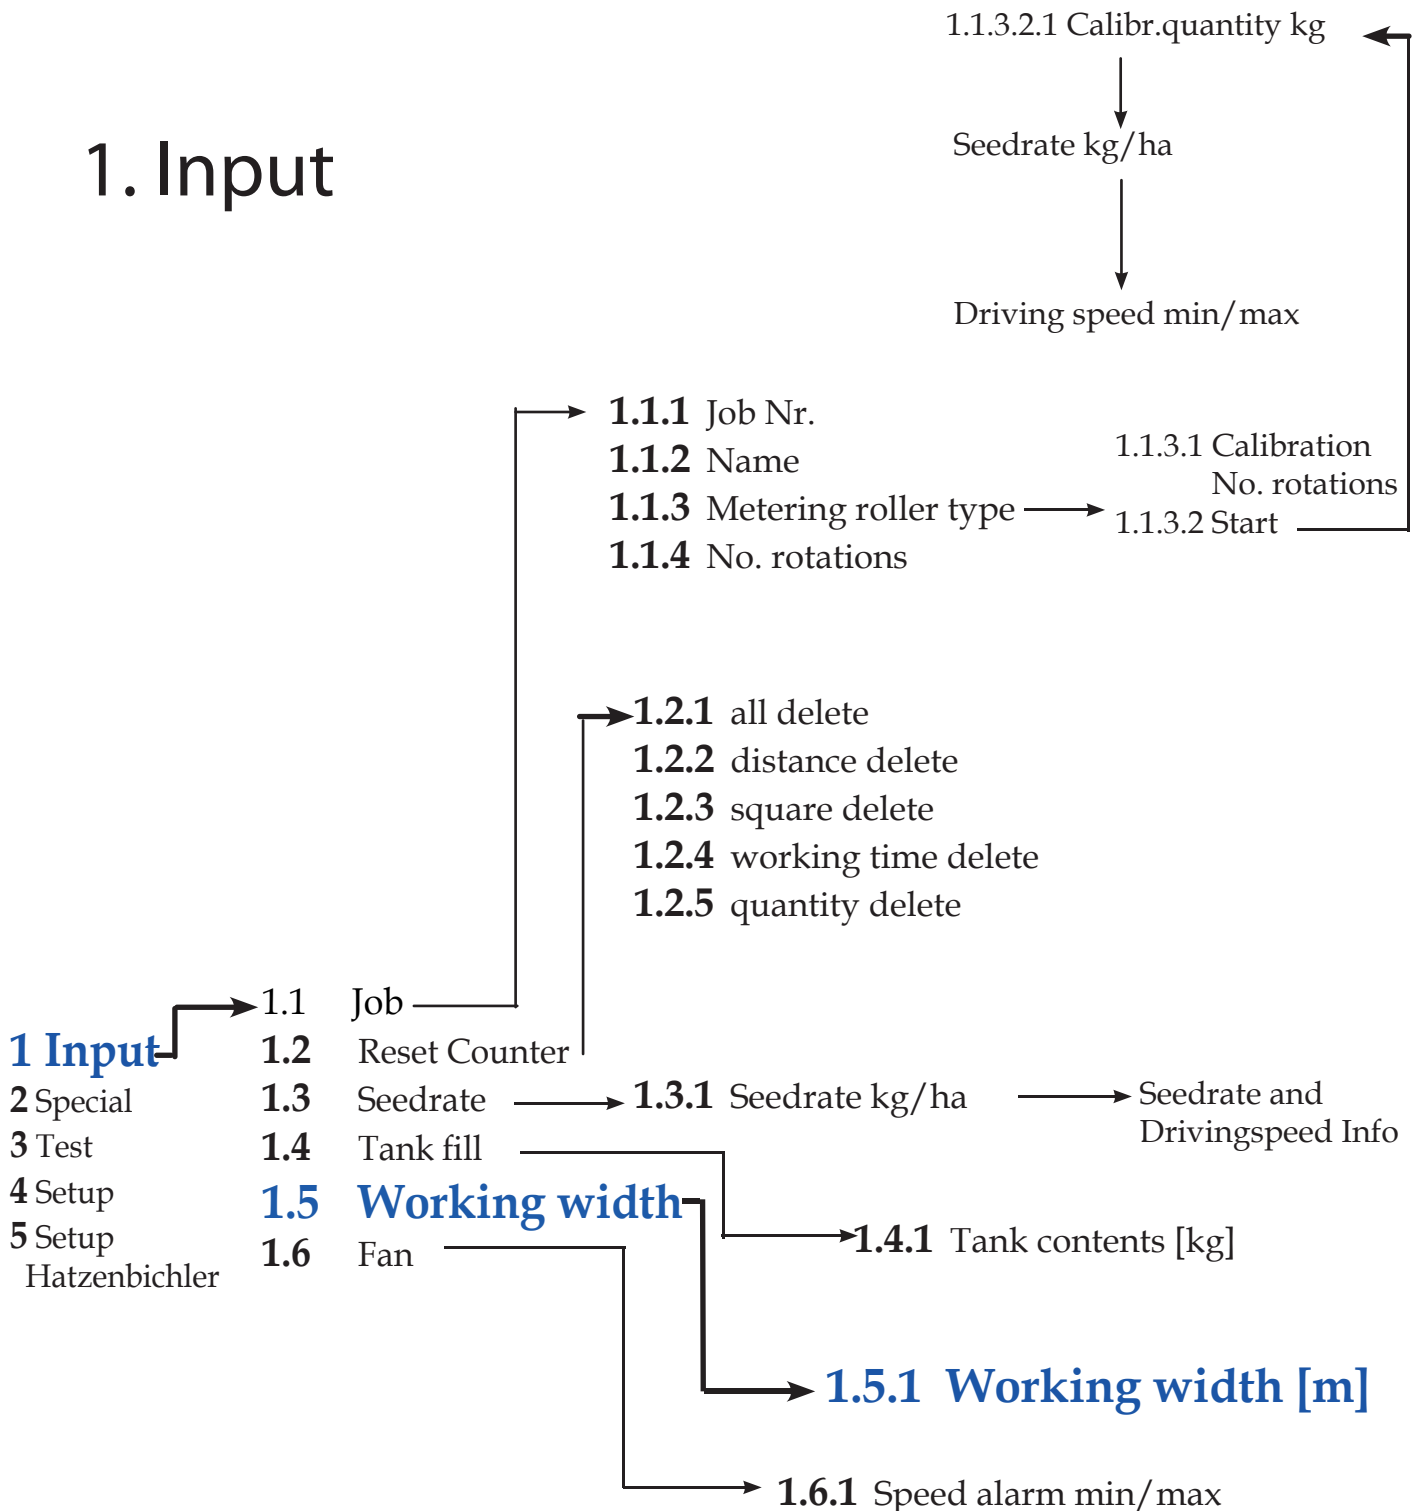 1.1.3.2.1 Calibr.quantity kg
1. Input
Seedrate kg/ha
Driving speed min/max
1.1.1 Job Nr.
1.1.2 Name
1.1.3 Metering roller type
1.1.4 No. rotations
1.1.3.1 Calibration
No. rotations
1.1.3.2 Start
1.2.1 all delete
1.2.2 distance delete
1.2.3 square delete
1.2.4 working time delete
1.2.5 quantity delete
1 Input
2 Special
3 Test
4 Setup
5 Setup
Hatzenbichler
1.1 Job
1.2 Reset Counter
1.3 Seedrate
1.4 Tank fill
1.5 Working width
1.6 Fan
1.3.1 Seedrate kg/ha
Seedrate and
Drivingspeed Info
1.4.1 Tank contents [kg]
1.5.1 Working width [m]
1.6.1 Speed alarm min/max